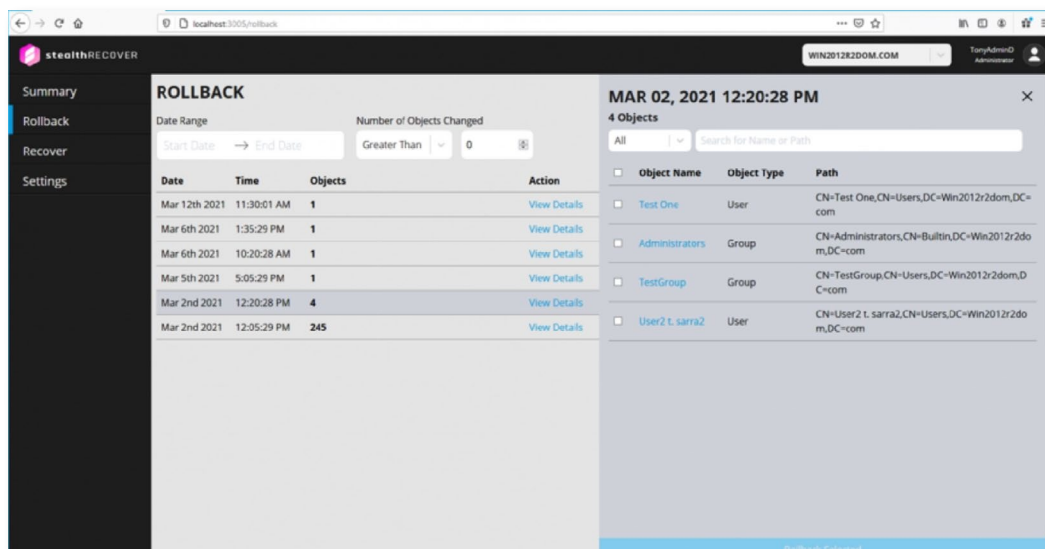 localhost:3005/rollback
stealthRECOVER
WIN2012R2DOM.COM
TonyAdminD
Administrator
Summary
Rollback
Recover
Settings
ROLLBACK
Date Range
Number of Objects Changed
Start Date → End Date
Greater Than
0
Date Time Objects Action
Mar 12th 2021 11:30:01 AM 1 View Details
Mar 6th 2021 1:35:29 PM 1 View Details
Mar 6th 2021 10:20:28 AM 1 View Details
Mar 5th 2021 5:05:29 PM 1 View Details
Mar 2nd 2021 12:20:28 PM 4 View Details
Mar 2nd 2021 12:05:29 PM 245 View Details
MAR 02, 2021 12:20:28 PM
4 Objects
All
Search for Name or Path
Object Name Object Type Path
Test One User CN=Test One,CN=Users,DC=Win2012r2dom,DC=
com
Administrators Group CN=Administrators,CN=Builtin,DC=Win2012r2do
m,DC=com
TestGroup Group CN=TestGroup,CN=Users,DC=Win2012r2dom,D
C=com
User2 t. sarra2 User CN=User2 t. sarra2,CN=Users,DC=Win2012r2do
m,DC=com
Rollback Selected